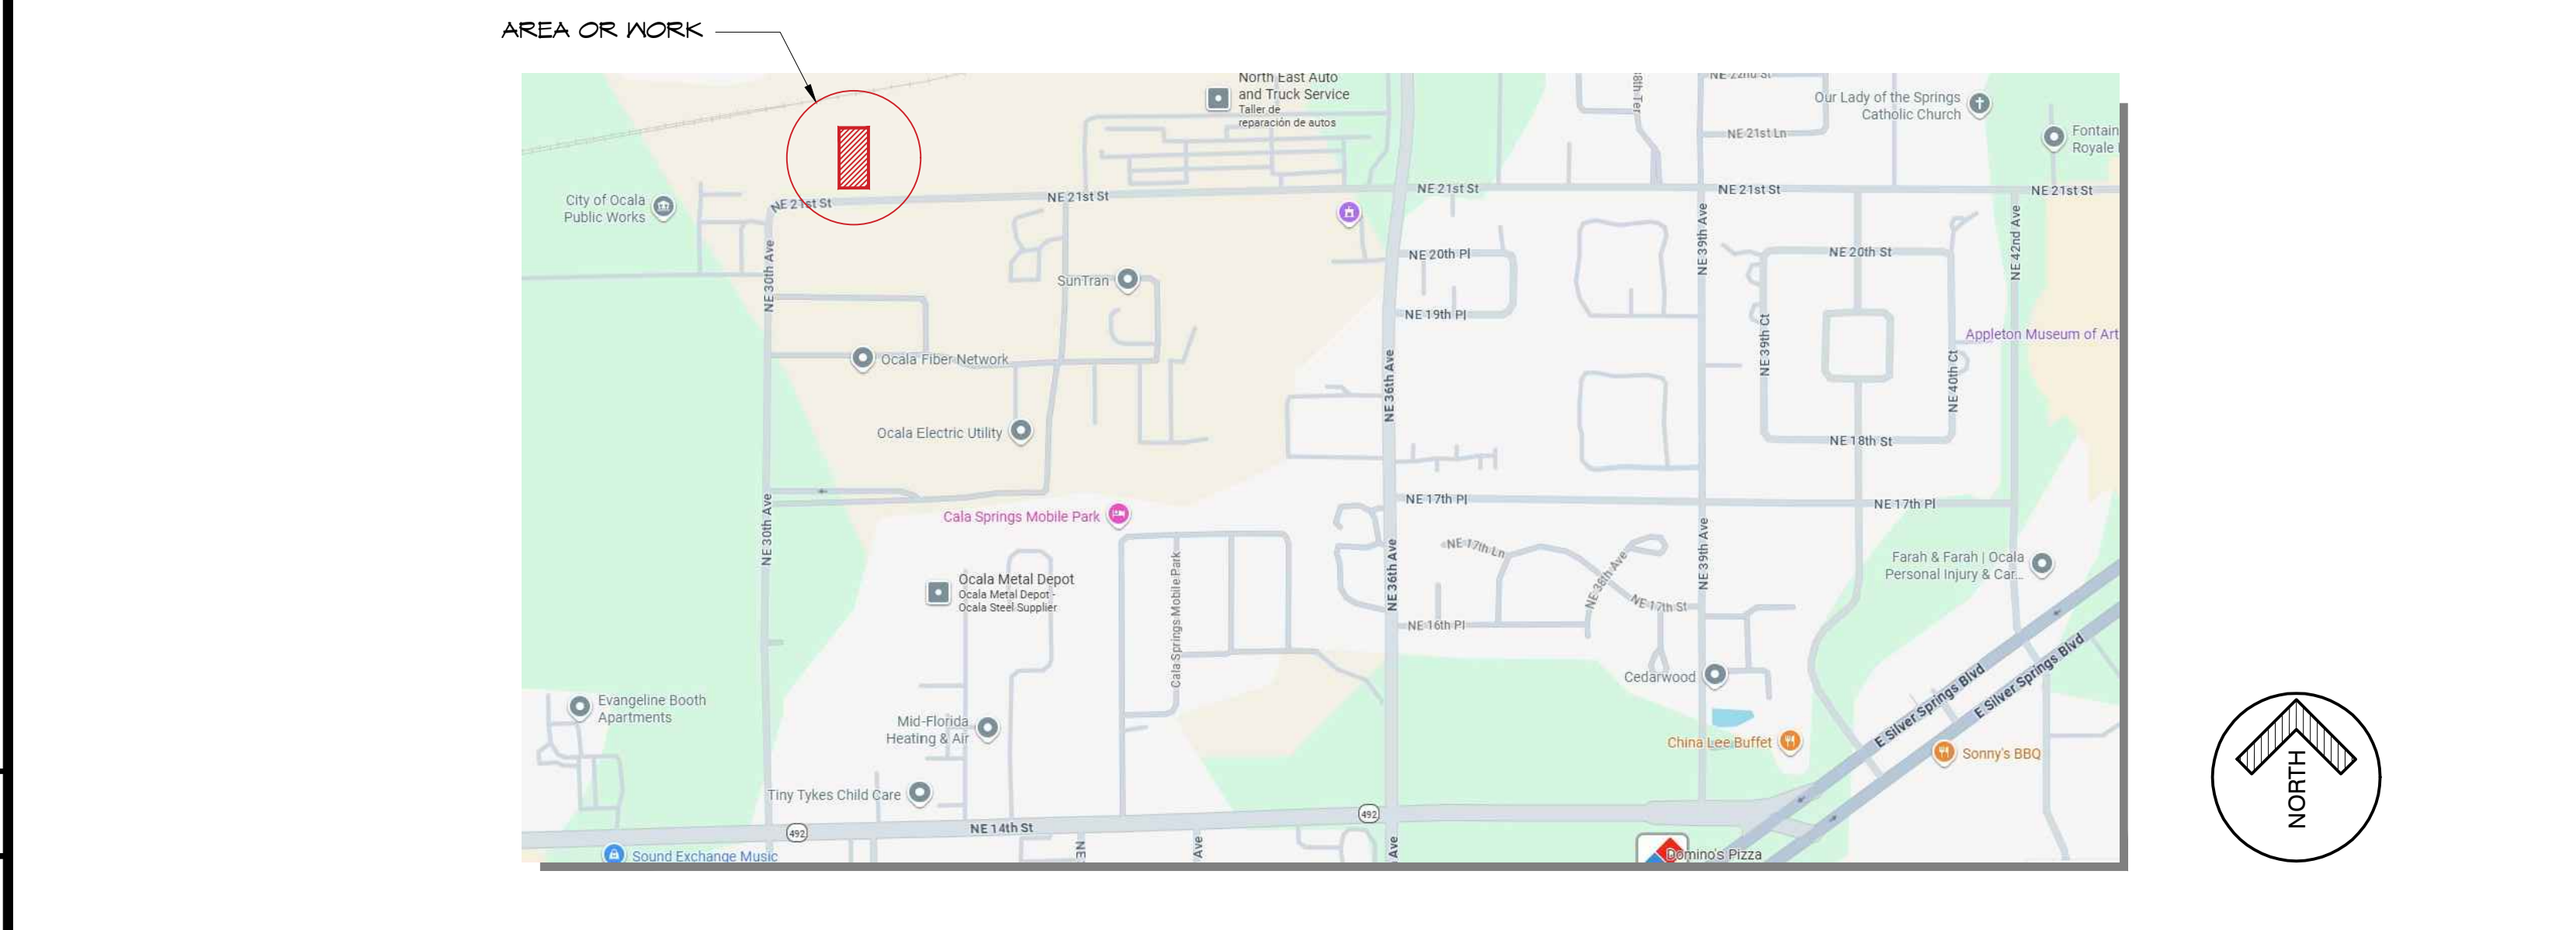 AREA OR WORK
North East Auto
and Truck Service
Taller de
reparación de autos
8th Ter
NE 22nd St
Our Lady of the Springs
Catholic Church
NE 21st Ln
Fontain
Royale
City of Ocala
Public Works
NE 21st St
NE 21st St
NE 21st St
NE 21st St
NE 21st St
NE 30th Ave
SunTran
NE 20th Pl
NE 39th Ave
NE 20th St
NE 42nd Ave
NE 19th Pl
NE 39th Ct
Appleton Museum of Art
Ocala Fiber Network
NE 36th Ave
NE 40th Ct
Ocala Electric Utility
NE 18th St
NE 30th Ave
Cala Springs Mobile Park
NE 17th Pl
NE 17th Pl
NE 17th Ln
NE 36th Ave
NE 38th Ave
NE 39th Ave
Farah & Farah | Ocala
Personal Injury & Car...
Ocala Metal Depot
Ocala Metal Depot -
Ocala Steel Supplier
Cala Springs Mobile Park
NE 17th St
NE 16th Pl
Cedarwood
E Silver Springs Blvd
E Silver Springs Blvd
Evangeline Booth
Apartments
Mid-Florida
Heating & Air
China Lee Buffet
Sonny's BBQ
NORTH
Tiny Tykes Child Care
492
NE 14th St
492
NE
Ave
Ave
Sound Exchange Music
Domino's Pizza